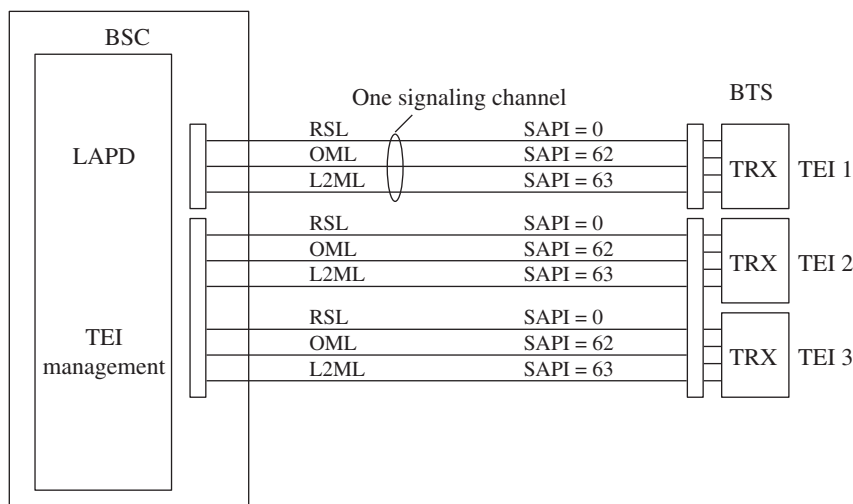 BSC
BTS
One signaling channel
LAPD
RSL SAPI = 0
OML SAPI = 62
L2ML SAPI = 63
TRX TEI 1
RSL SAPI = 0
OML SAPI = 62
L2ML SAPI = 63
TRX TEI 2
TEI
management
RSL SAPI = 0
OML SAPI = 62
L2ML SAPI = 63
TRX TEI 3